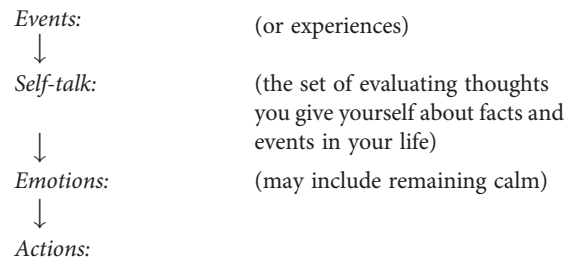 Events: (or experiences)
Self-talk: (the set of evaluating thoughts
you give yourself about facts and
events in your life)
Emotions: (may include remaining calm)
Actions: